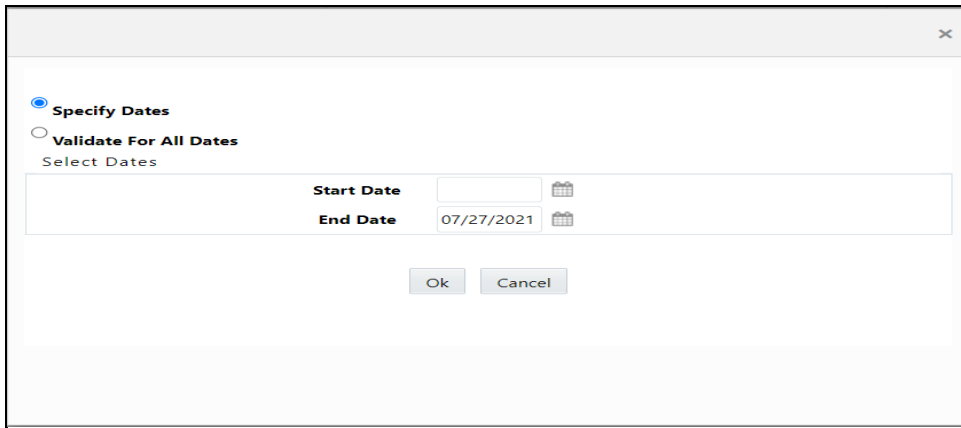 ×
Specify Dates
Validate For All Dates
Select Dates
Start Date
End Date 07/27/2021
Ok Cancel